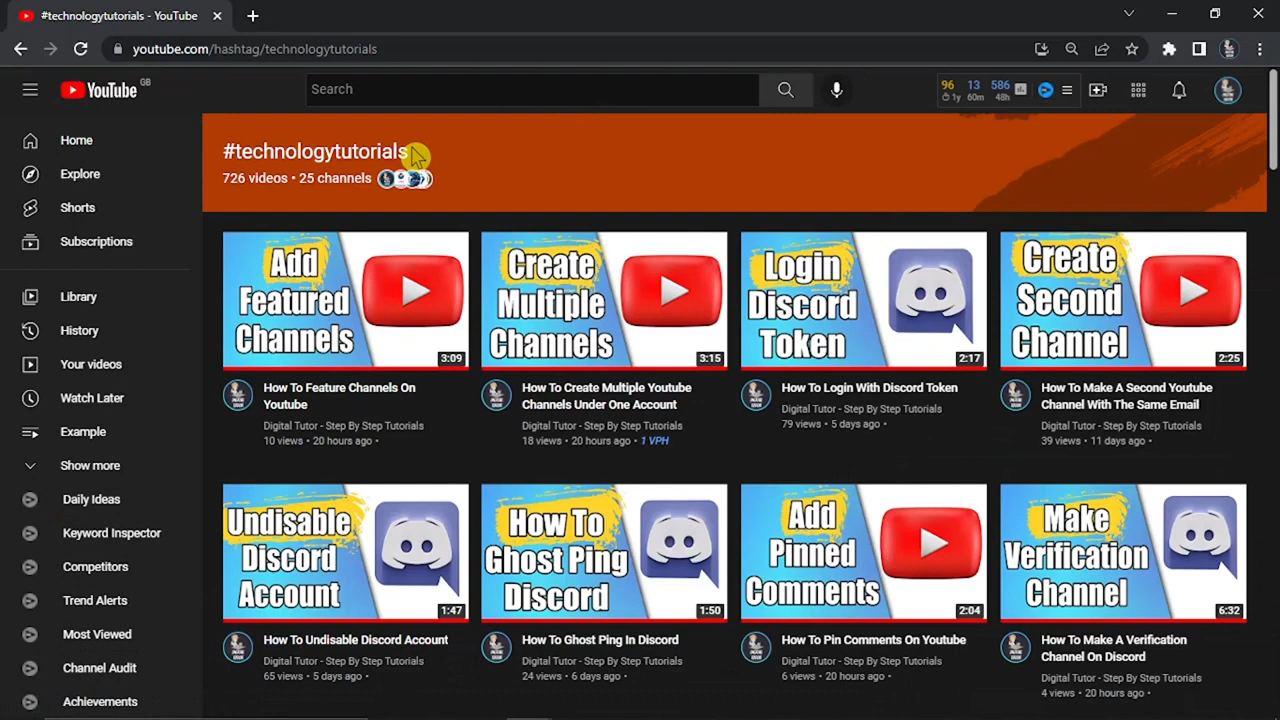 #technologytutorials - YouTube
youtube.com/hashtag/technologytutorials
YouTube GB
Search
96 13 586
1y 60m 48h
Home
Explore
Shorts
Subscriptions
Library
History
Your videos
Watch Later
Example
Show more
Daily Ideas
Keyword Inspector
Competitors
Trend Alerts
Most Viewed
Channel Audit
Achievements
#technologytutorials
726 videos • 25 channels
Add
Featured
Channels
3:09
How To Feature Channels On
Youtube
Digital Tutor - Step By Step Tutorials
10 views • 20 hours ago •
Create
Multiple
Channels
3:15
How To Create Multiple Youtube
Channels Under One Account
Digital Tutor - Step By Step Tutorials
18 views • 20 hours ago • 1 VPH
Login
Discord
Token
2:17
How To Login With Discord Token
Digital Tutor - Step By Step Tutorials
79 views • 5 days ago •
Create
Second
Channel
2:25
How To Make A Second Youtube
Channel With The Same Email
Digital Tutor - Step By Step Tutorials
39 views • 11 days ago •
Undisable
Discord
Account
1:47
How To Undisable Discord Account
Digital Tutor - Step By Step Tutorials
65 views • 5 days ago •
How To
Ghost Ping
Discord
1:50
How To Ghost Ping In Discord
Digital Tutor - Step By Step Tutorials
24 views • 6 days ago •
Add
Pinned
Comments
2:04
How To Pin Comments On Youtube
Digital Tutor - Step By Step Tutorials
6 views • 20 hours ago •
Make
Verification
Channel
6:32
How To Make A Verification
Channel On Discord
Digital Tutor - Step By Step Tutorials
4 views • 20 hours ago •